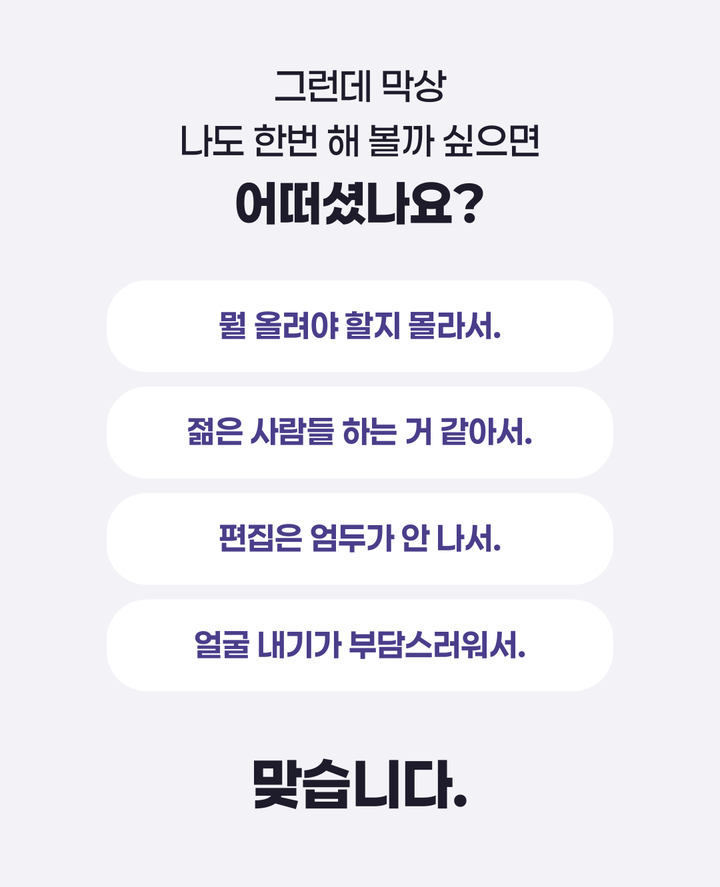 그런데 막상
나도 한번 해 볼까 싶으면
어떠셨나요?
뭘 올려야 할지 몰라서.
젊은 사람들 하는 거 같아서.
편집은 엄두가 안 나서.
얼굴 내기가 부담스러워서.
맞습니다.